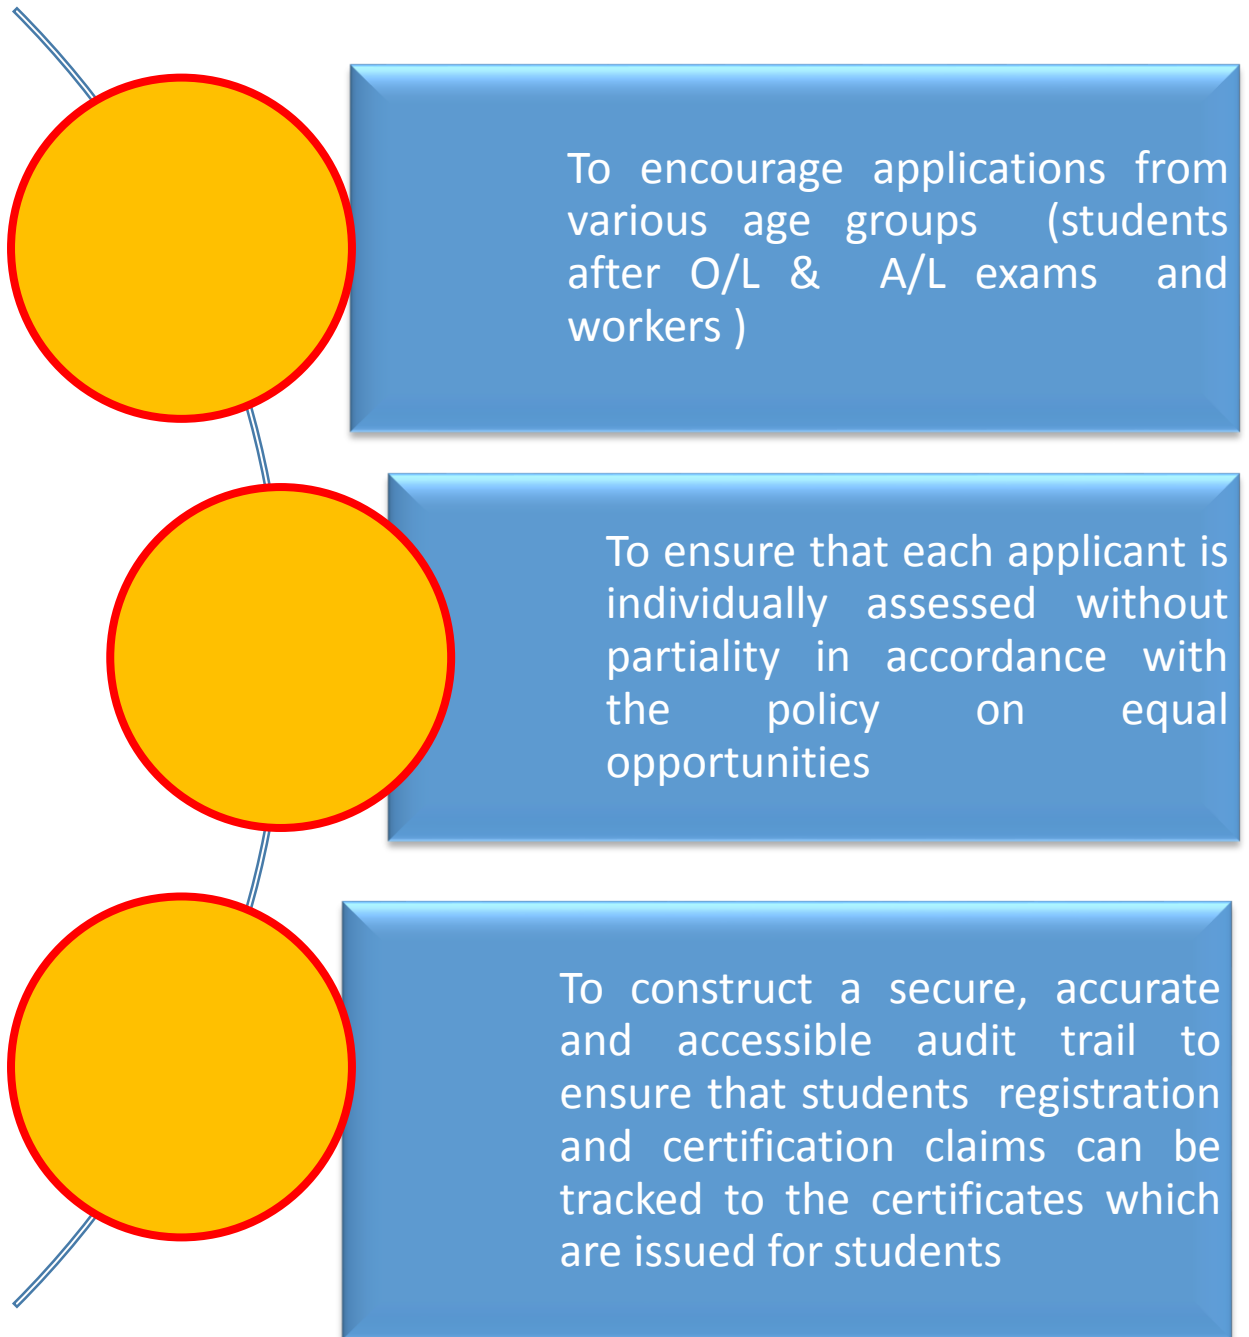 To encourage applications from
various age groups (students
after O/L & A/L exams and
workers )
To ensure that each applicant is
individually assessed without
partiality in accordance with
the policy on equal
opportunities
To construct a secure, accurate
and accessible audit trail to
ensure that students registration
and certification claims can be
tracked to the certificates which
are issued for students